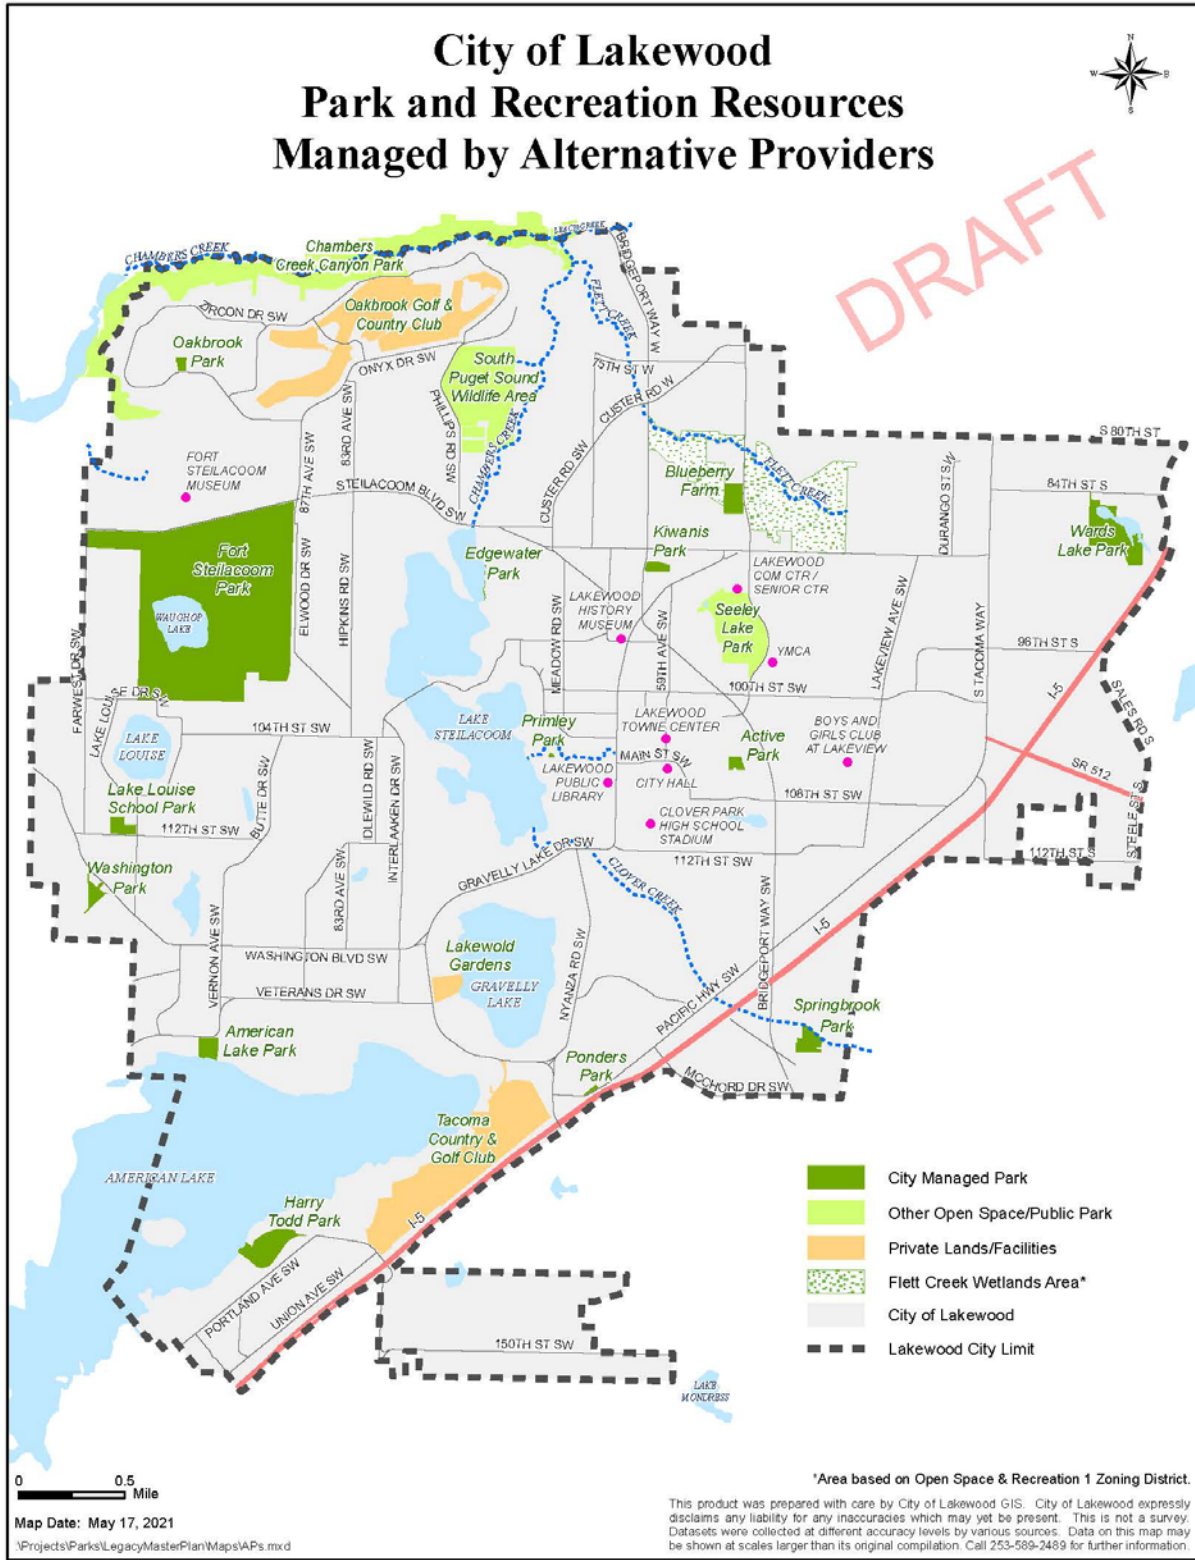 City of Lakewood
Park and Recreation Resources
Managed by Alternative Providers
N
W
E
S
DRAFT
CHAMBERS CREEK
Chambers
Creek Canyon Park
LEACH CREEK
BRIDGEPORT WAY W
FLETT CREEK
ZIRCON DR SW
Oakbrook Golf &
Country Club
Oakbrook
Park
ONYX DR SW
South
Puget Sound
Wildlife Area
75TH ST W
CUSTER RD W
83RD AVE SW
PHILLIPS RD SW
CHAMBERS CREEK
87TH AVE SW
S 80TH ST
FORT
STEILACOOM
MUSEUM
STEILACOOM BLVD SW
CUSTER RD SW
Blueberry
Farm
FLETT CREEK
DURANGO ST SW
84TH ST S
Wards
Lake Park
Kiwanis
Park
Edgewater
Park
Fort
Steilacoom
Park
ELWOOD DR SW
HIPKINS RD SW
LAKEWOOD
COM CTR /
SENIOR CTR
LAKEWOOD
HISTORY
MUSEUM
WAUGHOP
LAKE
Seeley
Lake
Park
MEADOW RD SW
59TH AVE SW
LAKEVIEW AVE SW
S TACOMA WAY
96TH ST S
YMCA
FARWEST DR SW
100TH ST SW
I-5
SALES RD S
LAKE LOUISE DR SW
LAKE
LOUISE
104TH ST SW
LAKE
STEILACOOM
Primley
Park
LAKEWOOD
TOWNE CENTER
Active
Park
BOYS AND
GIRLS CLUB
AT LAKEVIEW
MAIN ST SW
LAKEWOOD
PUBLIC
LIBRARY
CITY HALL
SR 512
108TH ST SW
Lake Louise
School Park
BUTTE DR SW
IDLEWILD RD SW
INTERLAAKEN DR SW
112TH ST SW
CLOVER PARK
HIGH SCHOOL
STADIUM
STEELE ST S
112TH ST S
GRAVELLY LAKE DR SW
112TH ST SW
Washington
Park
CLOVER CREEK
83RD AVE SW
VERNON AVE SW
BRIDGEPORT WAY SW
I-5
Lakewold
Gardens
WASHINGTON BLVD SW
NYANZA RD SW
GRAVELLY
LAKE
VETERANS DR SW
PACIFIC HWY SW
Springbrook
Park
American
Lake Park
Ponders
Park
MCCHORD DR SW
Tacoma
Country &
Golf Club
AMERICAN LAKE
Harry
Todd Park
I-5
PORTLAND AVE SW
UNION AVE SW
150TH ST SW
LAKE
MONDRESS
City Managed Park
Other Open Space/Public Park
Private Lands/Facilities
Flett Creek Wetlands Area*
City of Lakewood
Lakewood City Limit
0 0.5
Mile
Map Date: May 17, 2021
:\Projects\Parks\LegacyMasterPlan\Maps\APs.mxd
*Area based on Open Space & Recreation 1 Zoning District.
This product was prepared with care by City of Lakewood GIS. City of Lakewood expressly
disclaims any liability for any inaccuracies which may yet be present. This is not a survey.
Datasets were collected at different accuracy levels by various sources. Data on this map may
be shown at scales larger than its original compilation. Call 253-589-2489 for further information.